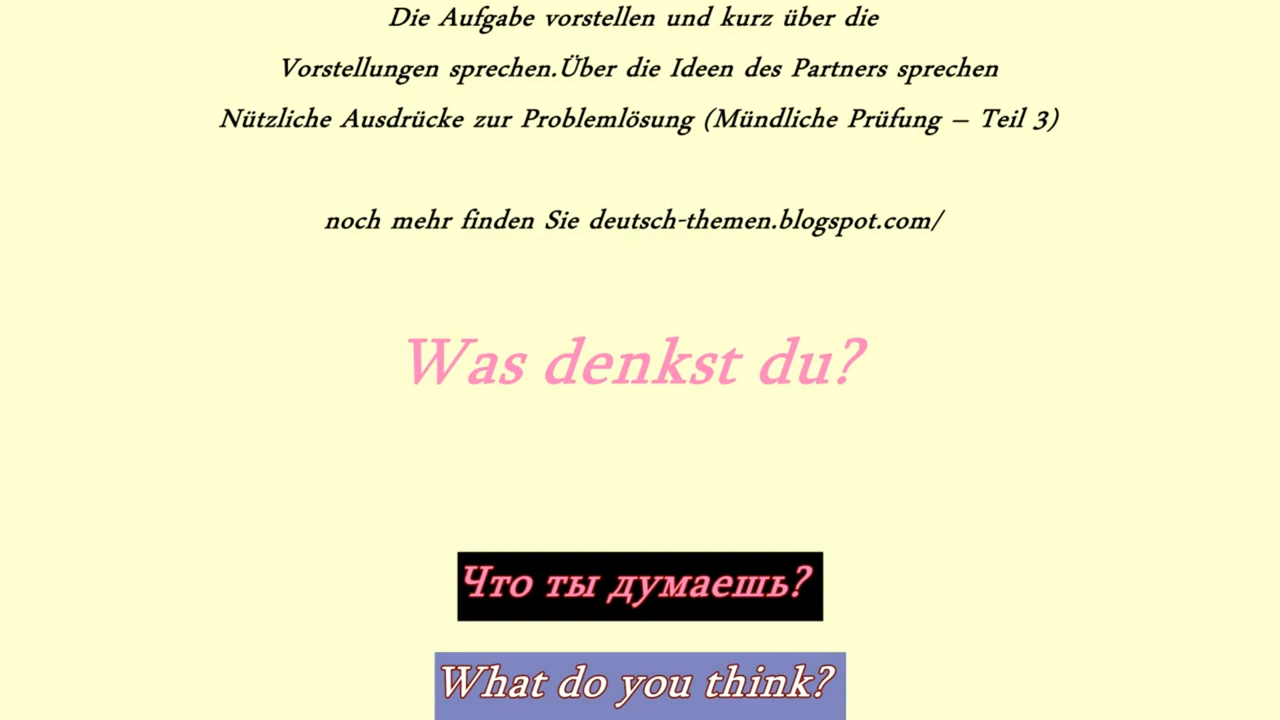 Die Aufgabe vorstellen und kurz über die
Vorstellungen sprechen.Über die Ideen des Partners sprechen
Nützliche Ausdrücke zur Problemlösung (Mündliche Prüfung – Teil 3)
noch mehr finden Sie deutsch-themen.blogspot.com/
Was denkst du?
Что ты думаешь?
What do you think?